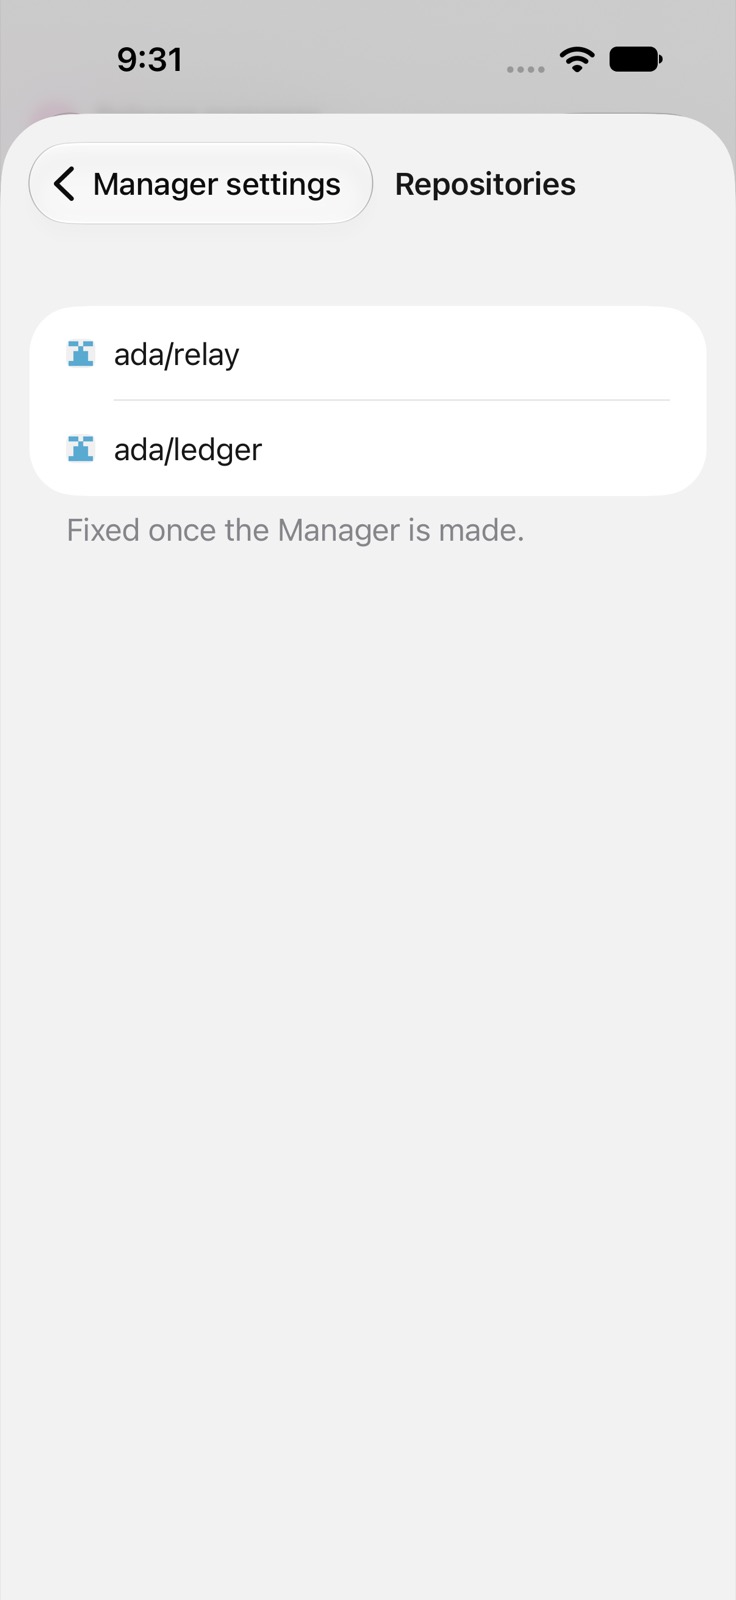 9:31
Manager settings
Repositories
ada/relay
ada/ledger
Fixed once the Manager is made.